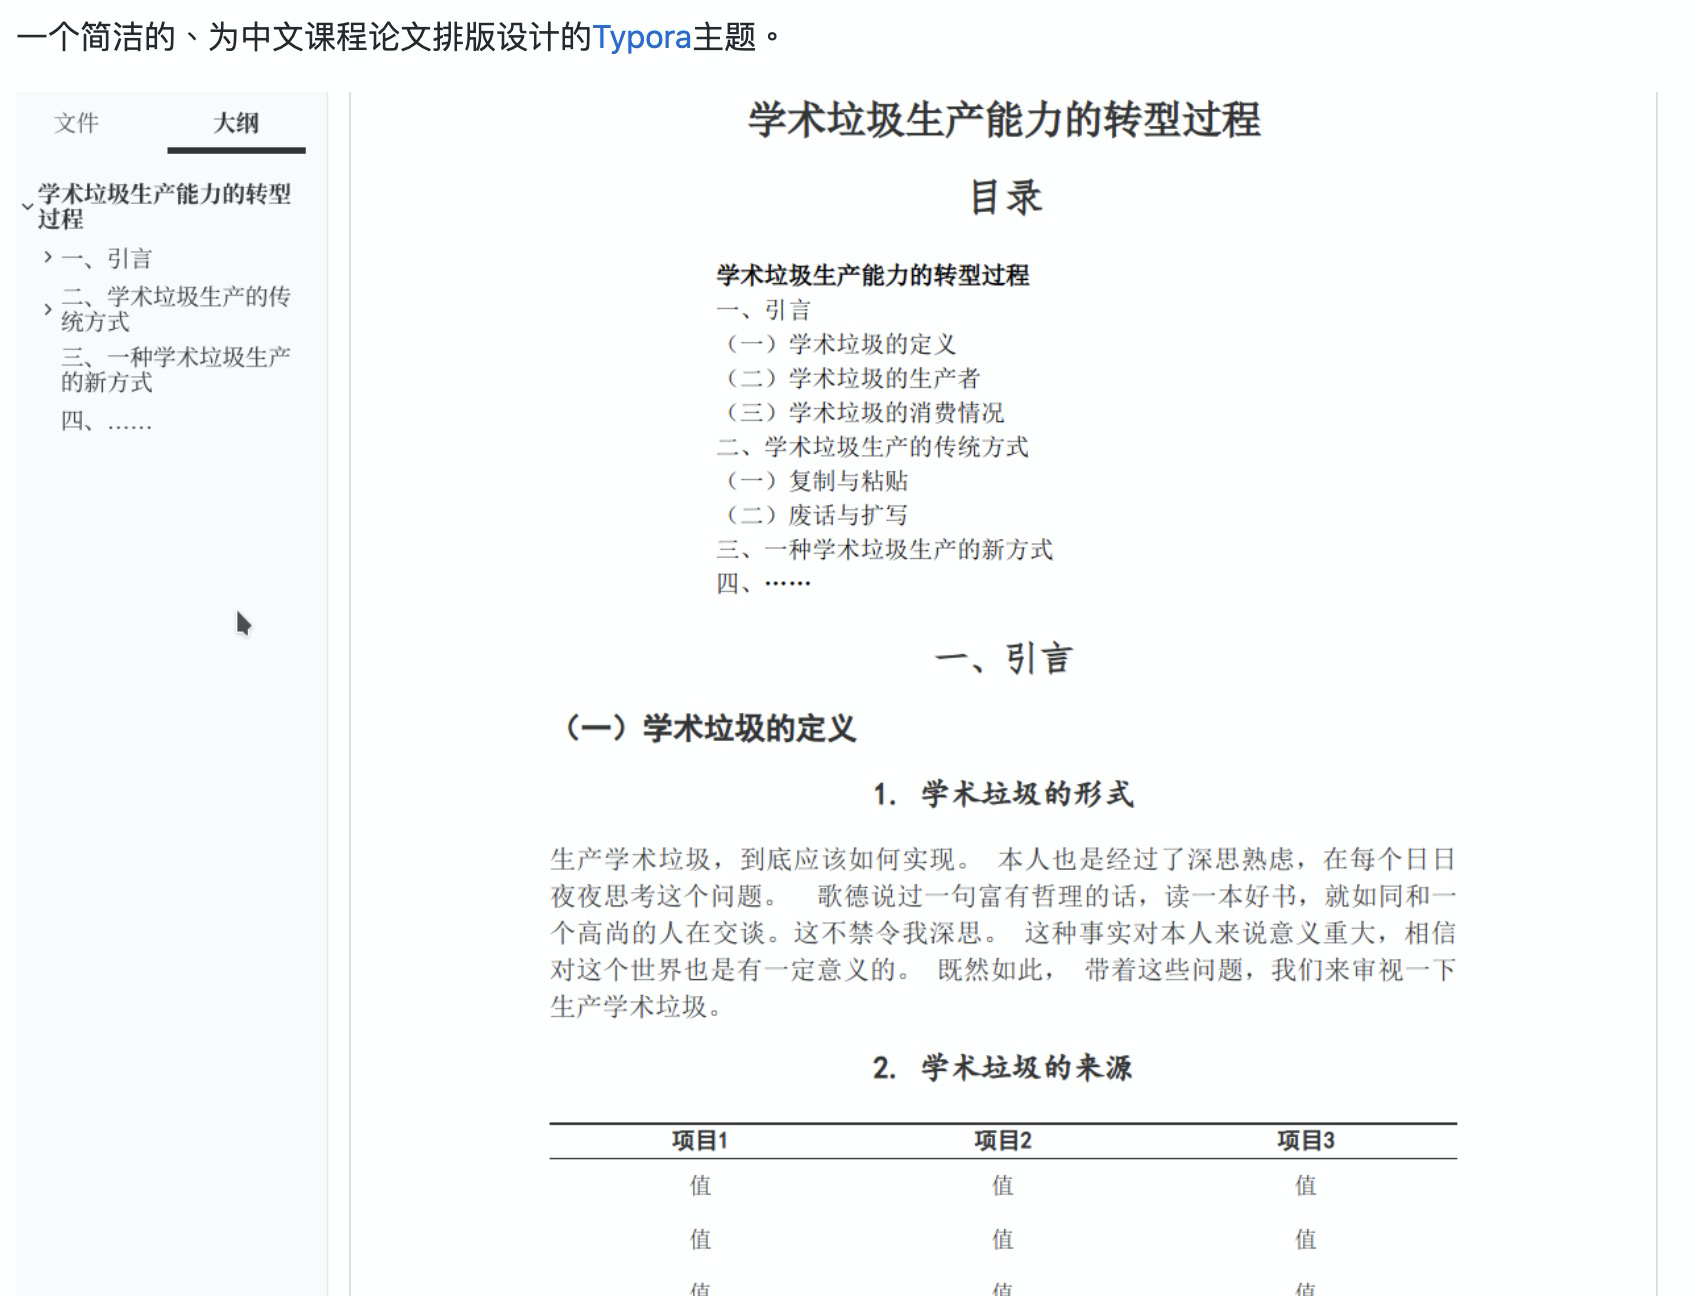 一个简洁的、为中文课程论文排版设计的Typora主题。
文件 大纲
学术垃圾生产能力的转型
过程
一、引言
二、学术垃圾生产的传
统方式
三、一种学术垃圾生产
的新方式
四、……
学术垃圾生产能力的转型过程
目录
学术垃圾生产能力的转型过程
一、引言
（一）学术垃圾的定义
（二）学术垃圾的生产者
（三）学术垃圾的消费情况
二、学术垃圾生产的传统方式
（一）复制与粘贴
（二）废话与扩写
三、一种学术垃圾生产的新方式
四、……
一、引言
（一）学术垃圾的定义
1. 学术垃圾的形式
生产学术垃圾，到底应该如何实现。 本人也是经过了深思熟虑，在每个日日
夜夜思考这个问题。  歌德说过一句富有哲理的话，读一本好书，就如同和一
个高尚的人在交谈。这不禁令我深思。 这种事实对本人来说意义重大，相信
对这个世界也是有一定意义的。 既然如此， 带着这些问题，我们来审视一下
生产学术垃圾。
2. 学术垃圾的来源
项目1 项目2 项目3
值 值 值
值 值 值
值 值 值